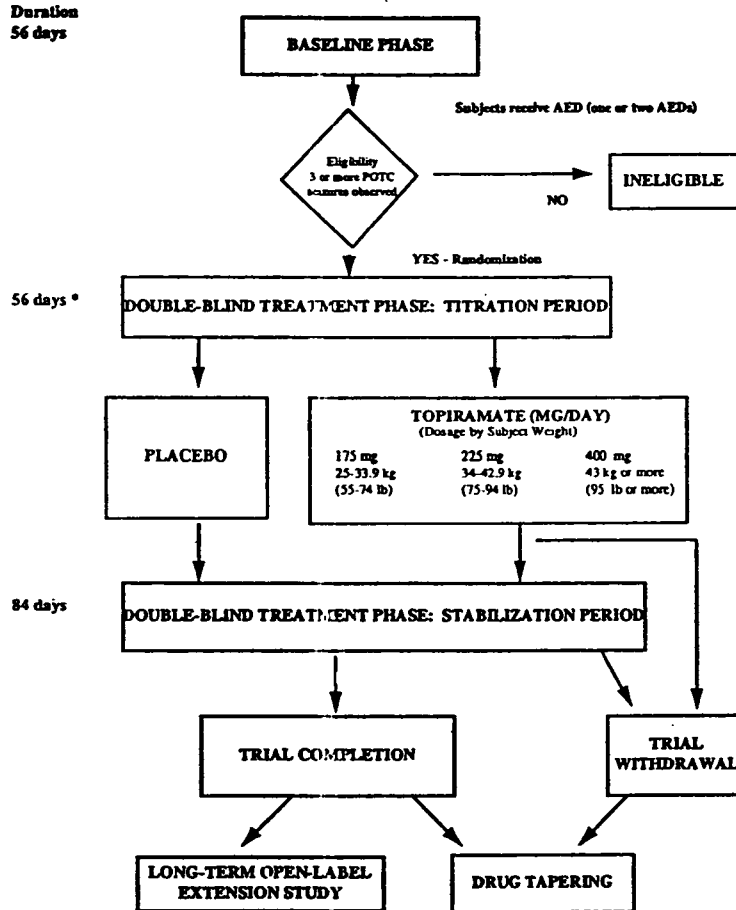 Duration
56 days
BASELINE PHASE
Subjects receive AED (one or two AEDs)
Eligibility
3 or more POTC
seizures observed
NO
INELIGIBLE
YES - Randomization
56 days *
DOUBLE-BLIND TREATMENT PHASE: TITRATION PERIOD
PLACEBO
TOPIRAMATE (MG/DAY)
(Dosage by Subject Weight)
175 mg 225 mg 400 mg
25-33.9 kg 34-42.9 kg 43 kg or more
(55-74 lb) (75-94 lb) (95 lb or more)
84 days
DOUBLE-BLIND TREATMENT PHASE: STABILIZATION PERIOD
TRIAL COMPLETION
TRIAL
WITHDRAWAL
LONG-TERM OPEN-LABEL
EXTENSION STUDY
DRUG TAPERING